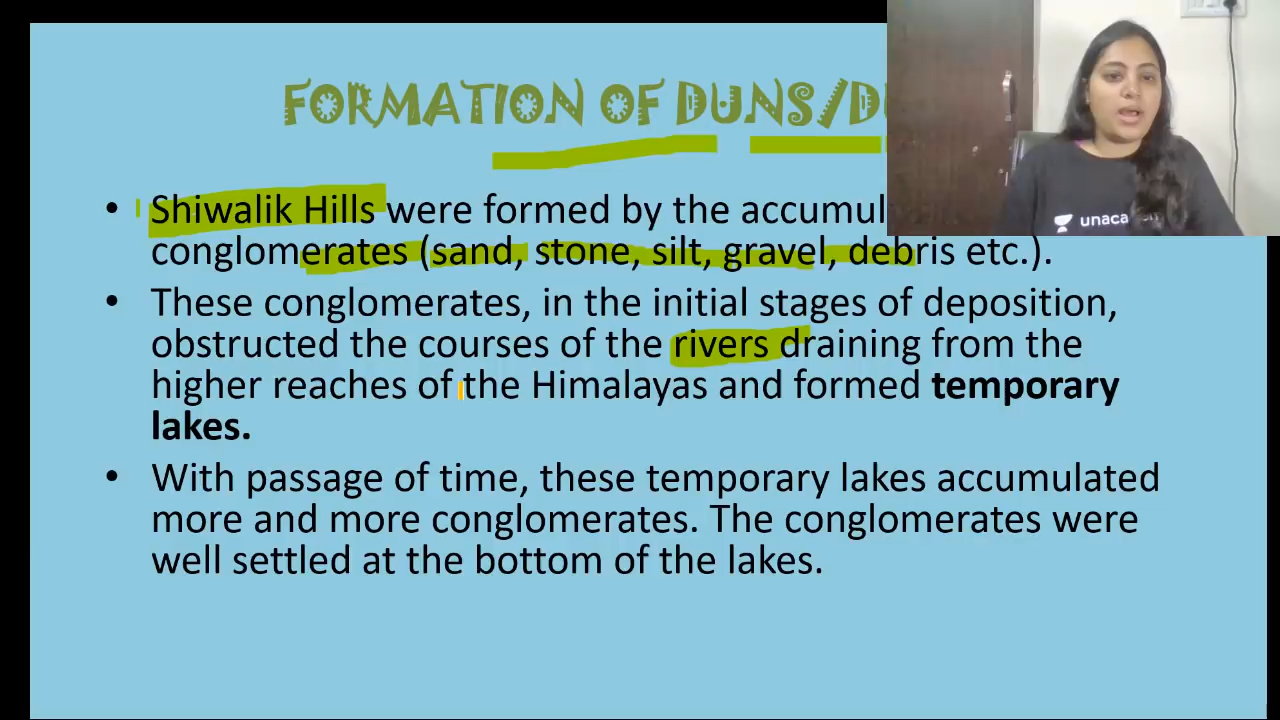 FORMATION OF DUNS/
Shiwalik Hills were formed by the
conglomerates (sand, stone, silt, gravel, debris etc.).
These conglomerates, in the initial stages of deposition,
obstructed the courses of the rivers draining from the
higher reaches of the Himalayas and formed temporary
lakes.
With passage of time, these temporary lakes accumulated
more and more conglomerates. The conglomerates were
well settled at the bottom of the lakes.